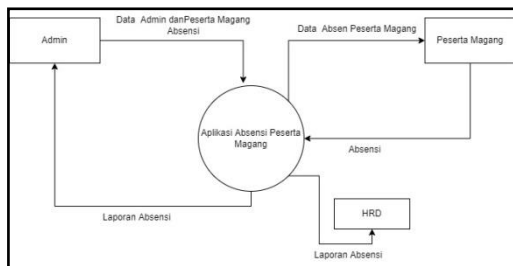 Data Admin danPeserta Magang
Absensi
Admin
Data Absen Peserta Magang
Peserta Magang
Aplikasi Absensi Peserta
Magang
Absensi
Laporan Absensi
HRD
Laporan Absensi